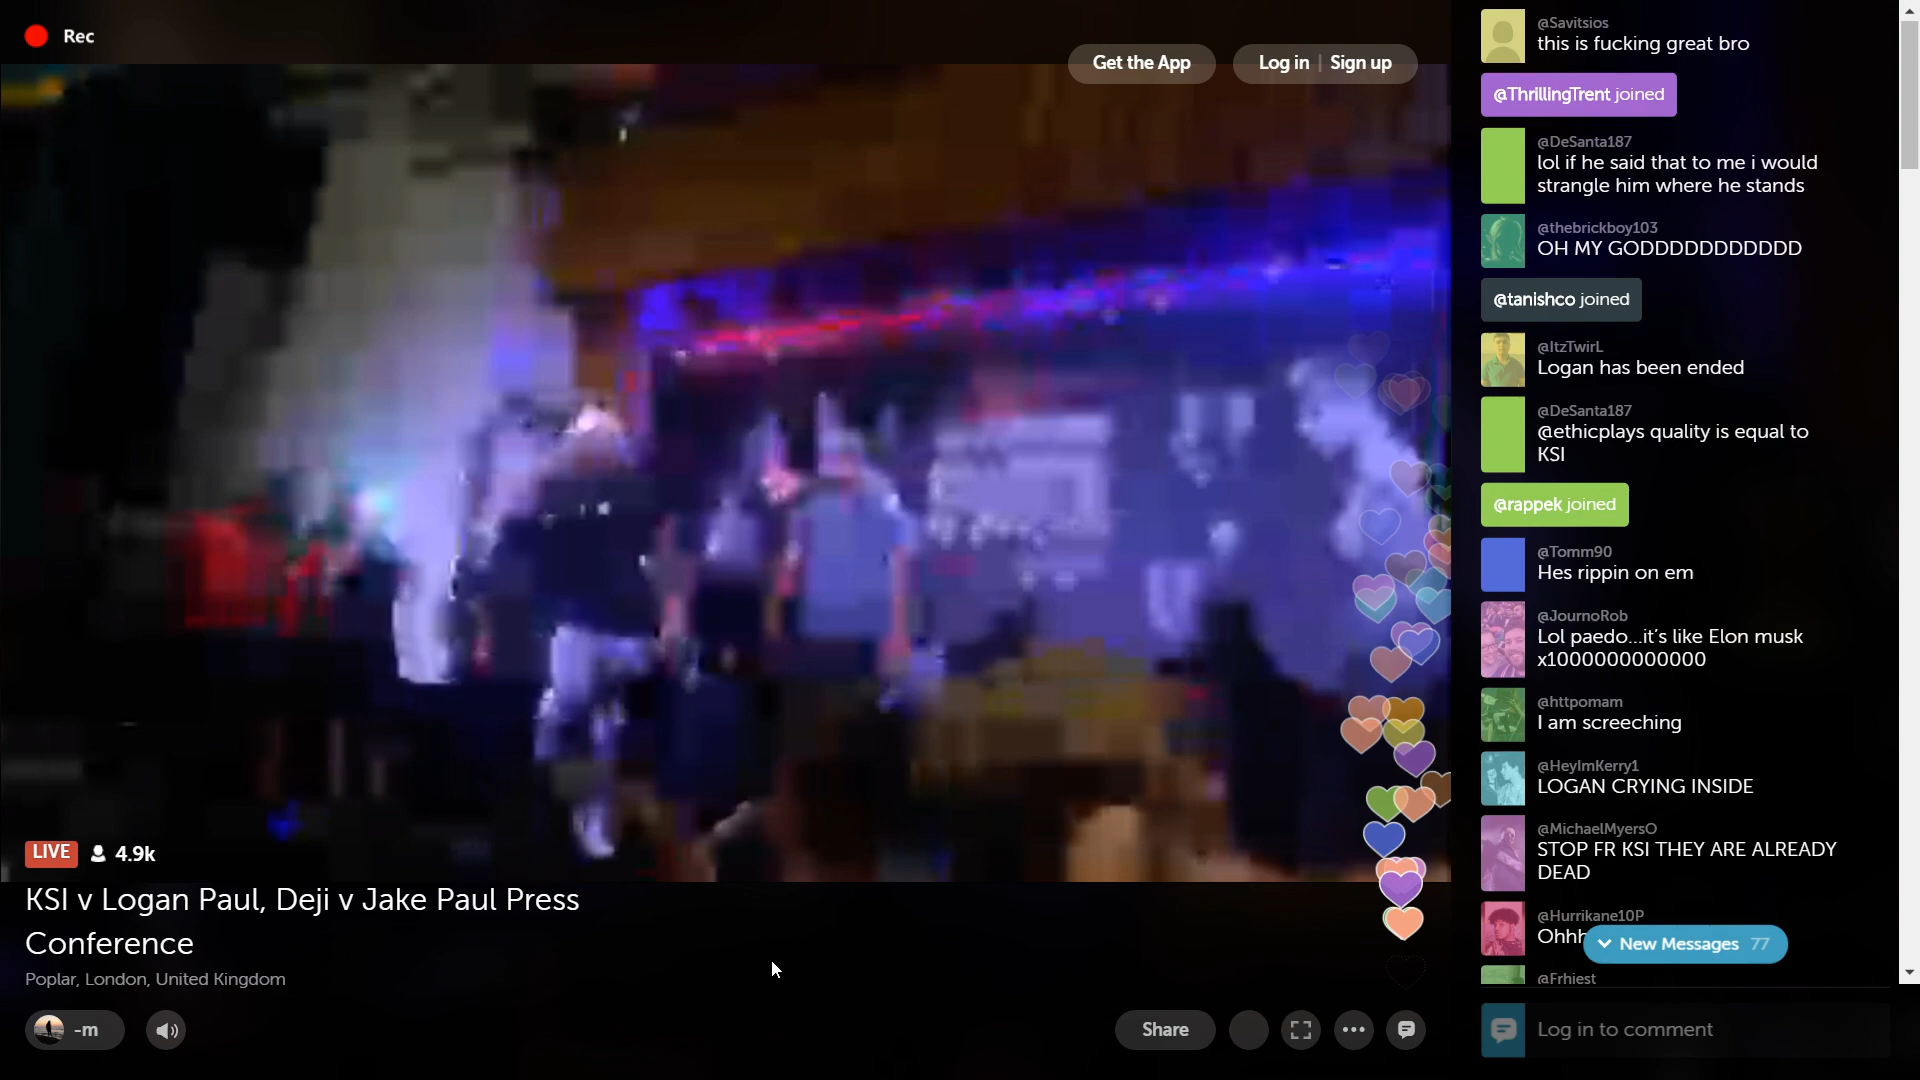 Rec
Get the App
Log in | Sign up
LIVE 4.9k
KSI v Logan Paul, Deji v Jake Paul Press
Conference
Poplar, London, United Kingdom
-m
Share
@Savitsios
this is fucking great bro
@ThrillingTrent joined
@DeSanta187
lol if he said that to me i would
strangle him where he stands
@thebrickboy103
OH MY GODDDDDDDDDDD
@tanishco joined
@ItzTwirL
Logan has been ended
@DeSanta187
@ethicplays quality is equal to
KSI
@rappek joined
@Tomm90
Hes rippin on em
@JournoRob
Lol paedo...it's like Elon musk
x1000000000000
@httpomam
I am screeching
@HeyImKerry1
LOGAN CRYING INSIDE
@MichaelMyersO
STOP FR KSI THEY ARE ALREADY
DEAD
@Hurrikane10P
New Messages 77
@Frhiest
Log in to comment